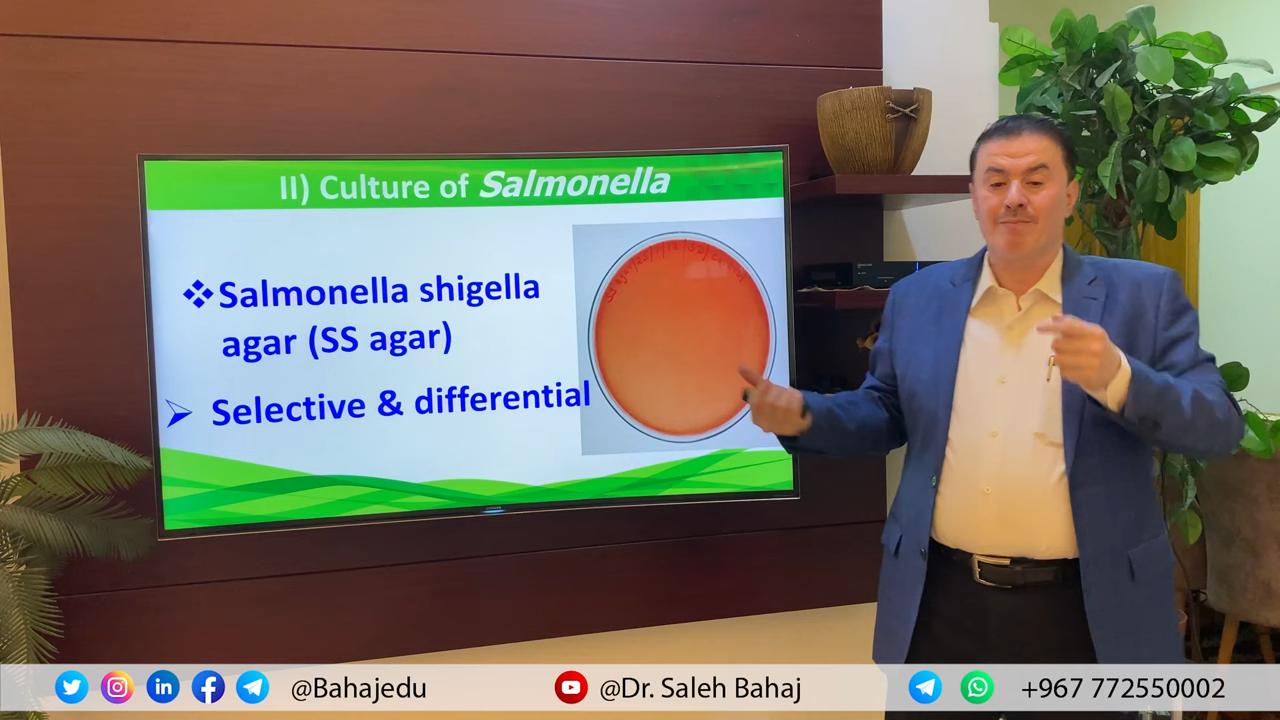 II) Culture of Salmonella
❖Salmonella shigella
agar (SS agar)
➢ Selective & differential
@Bahajedu
@Dr. Saleh Bahaj
+967 772550002